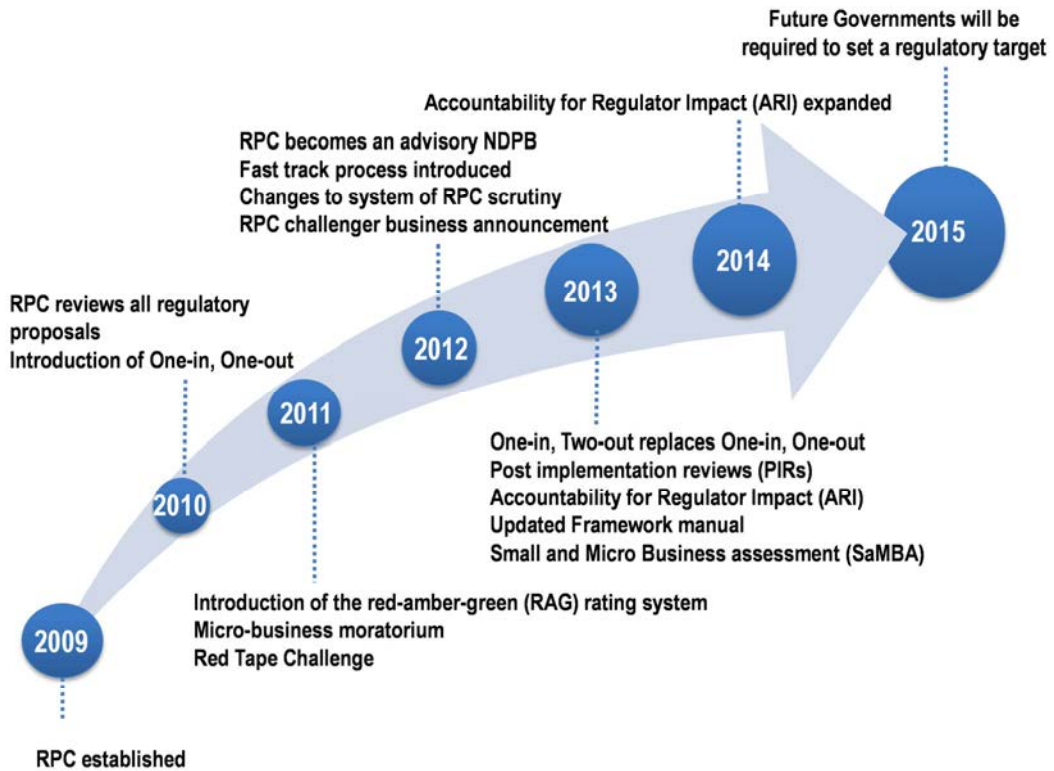 2009
RPC established
2010
RPC reviews all regulatory
proposals
Introduction of One-in, One-out
2011
Introduction of the red-amber-green (RAG) rating system
Micro-business moratorium
Red Tape Challenge
2012
RPC becomes an advisory NDPB
Fast track process introduced
Changes to system of RPC scrutiny
RPC challenger business announcement
2013
One-in, Two-out replaces One-in, One-out
Post implementation reviews (PIRs)
Accountability for Regulator Impact (ARI)
Updated Framework manual
Small and Micro Business assessment (SaMBA)
2014
Accountability for Regulator Impact (ARI) expanded
2015
Future Governments will be
required to set a regulatory target